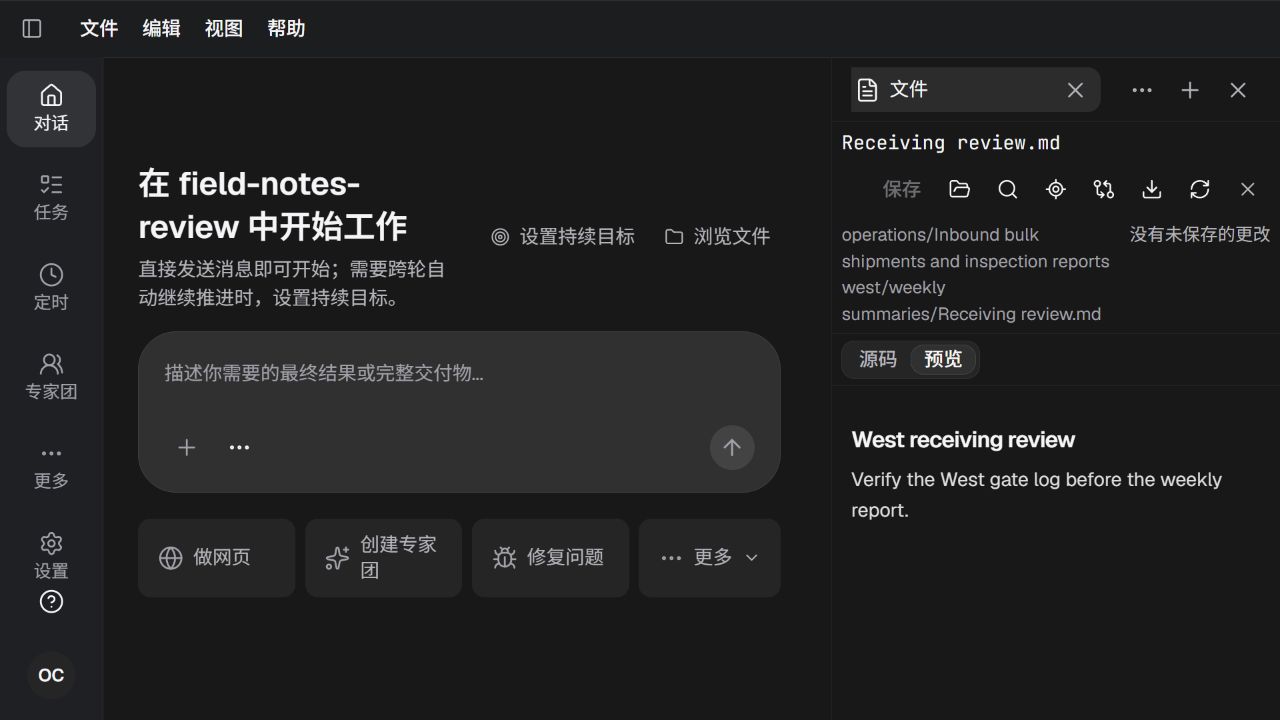 文件 编辑 视图 帮助
对话
任务
定时
专家团
更多
设置
OC
在 field-notes-
review 中开始工作
直接发送消息即可开始；需要跨轮自
动继续推进时，设置持续目标。
设置持续目标 浏览文件
描述你需要的最终结果或完整交付物...
做网页
创建专家
团
修复问题
更多
文件
Receiving review.md
保存
operations/Inbound bulk
shipments and inspection reports
west/weekly
summaries/Receiving review.md
没有未保存的更改
源码 预览
West receiving review
Verify the West gate log before the weekly
report.